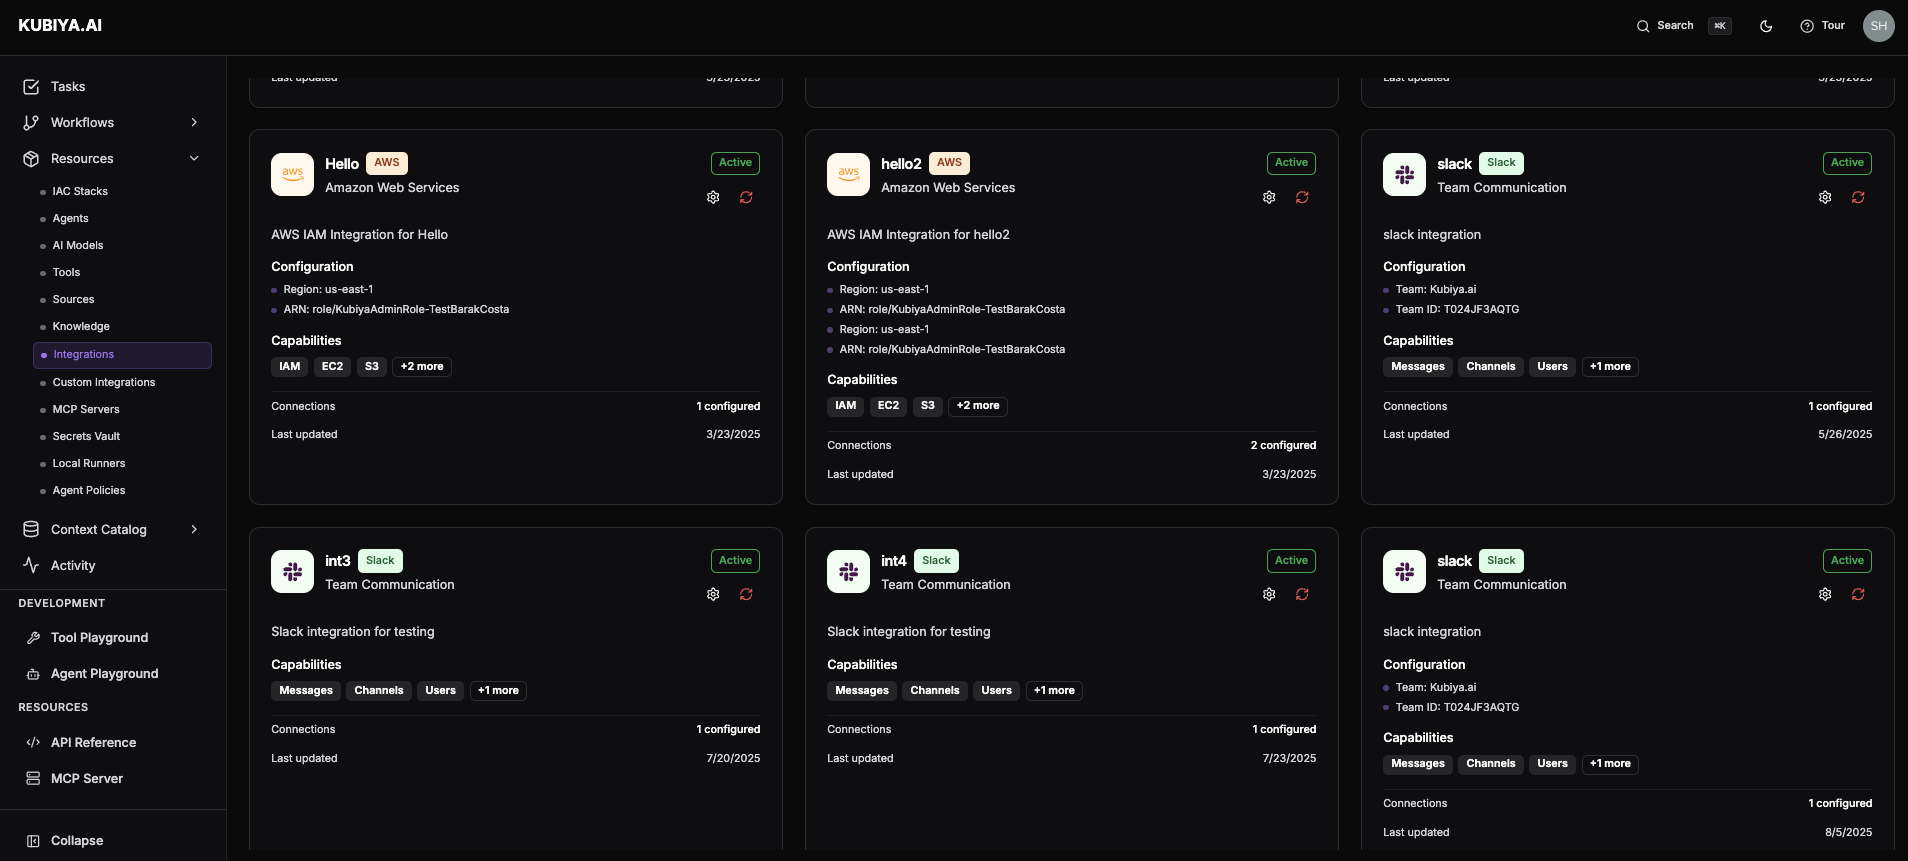 KUBIYA.AI
Search
⌘K
Tour
SH
Tasks
Workflows
Resources
IAC Stacks
Agents
AI Models
Tools
Sources
Knowledge
Integrations
Custom Integrations
MCP Servers
Secrets Vault
Local Runners
Agent Policies
Context Catalog
Activity
DEVELOPMENT
Tool Playground
Agent Playground
RESOURCES
API Reference
MCP Server
Collapse
Last updated 3/23/2025
Last updated 3/23/2025
aws
Hello AWS Active
Amazon Web Services
AWS IAM Integration for Hello
Configuration
Region: us-east-1
ARN: role/KubiyaAdminRole-TestBarakCosta
Capabilities
IAM EC2 S3 +2 more
Connections 1 configured
Last updated 3/23/2025
aws
hello2 AWS Active
Amazon Web Services
AWS IAM Integration for hello2
Configuration
Region: us-east-1
ARN: role/KubiyaAdminRole-TestBarakCosta
Region: us-east-1
ARN: role/KubiyaAdminRole-TestBarakCosta
Capabilities
IAM EC2 S3 +2 more
Connections 2 configured
Last updated 3/23/2025
slack Slack Active
Team Communication
slack integration
Configuration
Team: Kubiya.ai
Team ID: T024JF3AQTG
Capabilities
Messages Channels Users +1 more
Connections 1 configured
Last updated 5/26/2025
int3 Slack Active
Team Communication
Slack integration for testing
Capabilities
Messages Channels Users +1 more
Connections 1 configured
Last updated 7/20/2025
int4 Slack Active
Team Communication
Slack integration for testing
Capabilities
Messages Channels Users +1 more
Connections 1 configured
Last updated 7/23/2025
slack Slack Active
Team Communication
slack integration
Configuration
Team: Kubiya.ai
Team ID: T024JF3AQTG
Capabilities
Messages Channels Users +1 more
Connections 1 configured
Last updated 8/5/2025